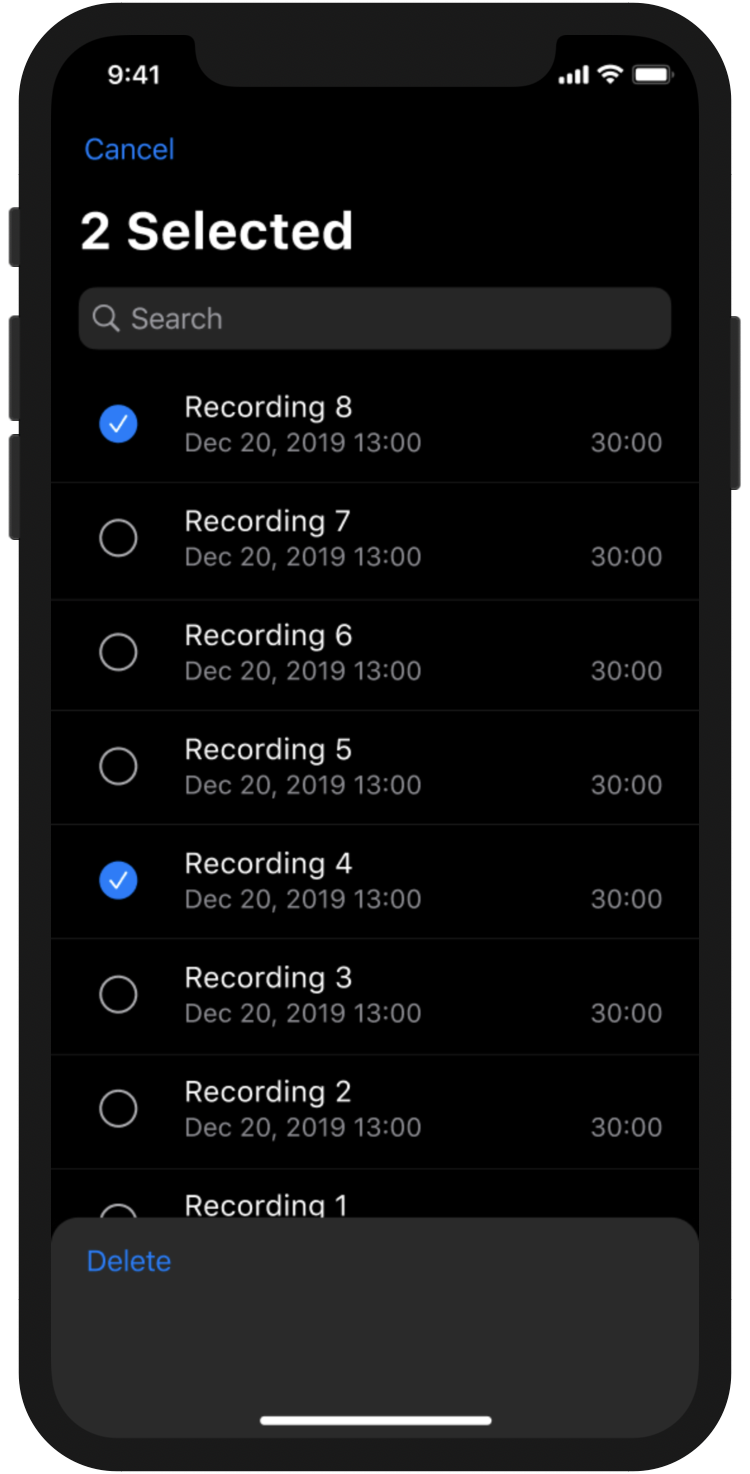 9:41
Cancel
2 Selected
Search
Recording 8
Dec 20, 2019 13:00 30:00
Recording 7
Dec 20, 2019 13:00 30:00
Recording 6
Dec 20, 2019 13:00 30:00
Recording 5
Dec 20, 2019 13:00 30:00
Recording 4
Dec 20, 2019 13:00 30:00
Recording 3
Dec 20, 2019 13:00 30:00
Recording 2
Dec 20, 2019 13:00 30:00
Recording 1
Delete